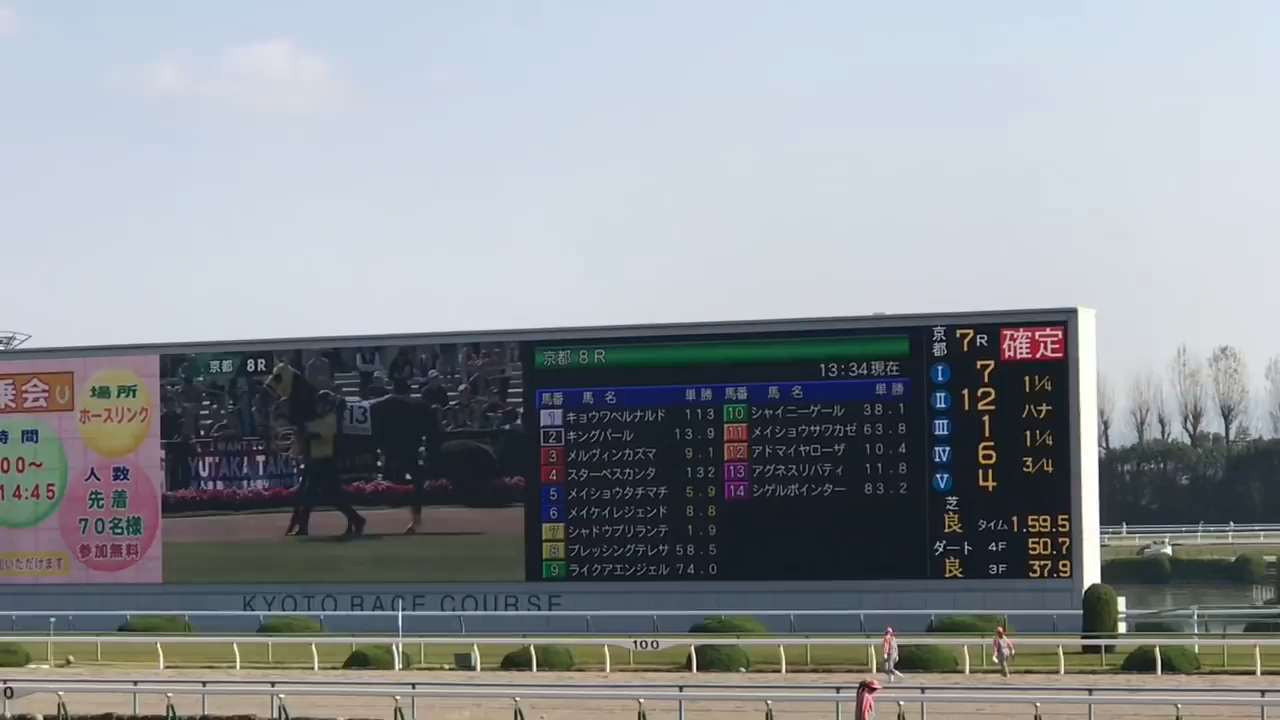 乗会
場所
ホースリンク
時間
00～
14:45
人数
先着
70名様
参加無料
いただけます
京都 8R
13
I WANT TO
YUTAKA TAKE
京都 8R
13:34現在
馬番 馬名 単勝 馬番 馬名 単勝
1 キョウワベルナルド 113
2 キングパール 13.9
3 メルヴィンカズマ 9.1
4 スターペスカンタ 132
5 メイショウタチマチ 5.9
6 メイケイレジェンド 8.8
7 シャドウブリランテ 1.9
8 ブレッシングテレサ 58.5
9 ライクアエンジェル 74.0
10 シャイニーゲール 38.1
11 メイショウサワカゼ 63.8
12 アドマイヤローザ 10.4
13 アグネスリバティ 11.8
14 シゲルポインター 83.2
京都 7R 確定
I 7
II 12 1¼
III 1 ハナ
IV 6 1¼
V 4 3/4
芝 良 タイム 1.59.5
ダート 4F 50.7
良 3F 37.9
KYOTO RACE COURSE
100
0